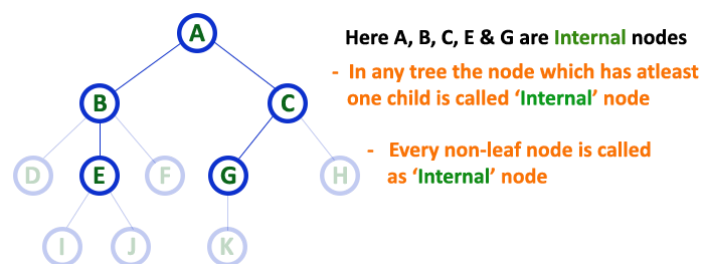 A
Here A, B, C, E & G are Internal nodes
- In any tree the node which has atleast
one child is called ‘Internal’ node
B
C
- Every non-leaf node is called
as ‘Internal’ node
D
E
F
G
H
I
J
K